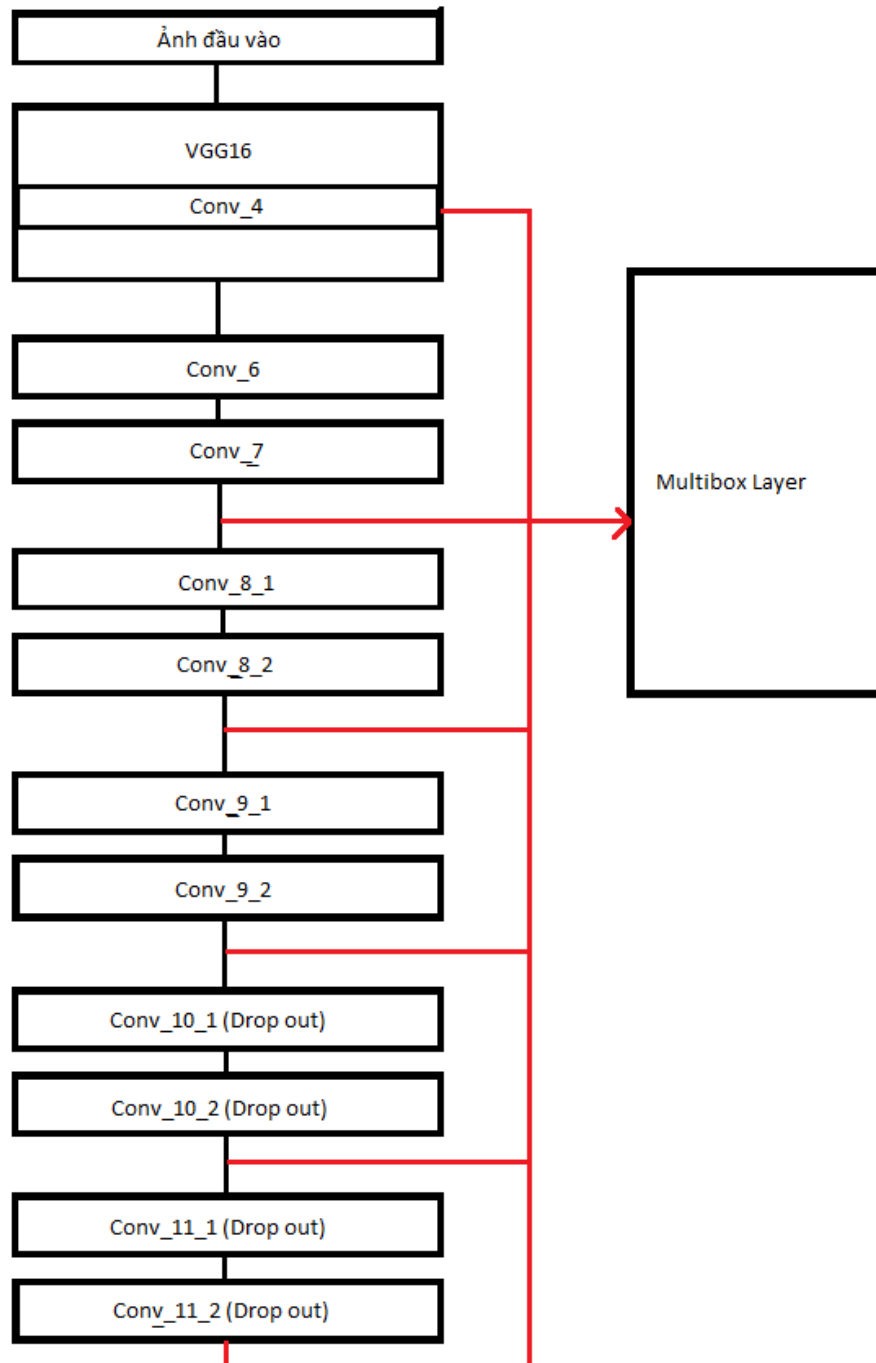 Ảnh đầu vào
VGG16
Conv_4
Conv_6
Conv_7
Multibox Layer
Conv_8_1
Conv_8_2
Conv_9_1
Conv_9_2
Conv_10_1 (Drop out)
Conv_10_2 (Drop out)
Conv_11_1 (Drop out)
Conv_11_2 (Drop out)